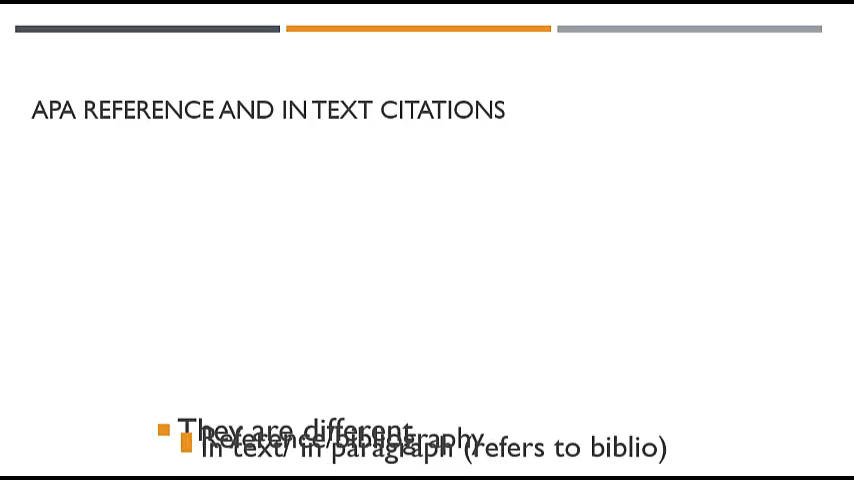 APA REFERENCE AND IN TEXT CITATIONS
They are different
Reference/bibliography
In text/ in paragraph (refers to biblio)